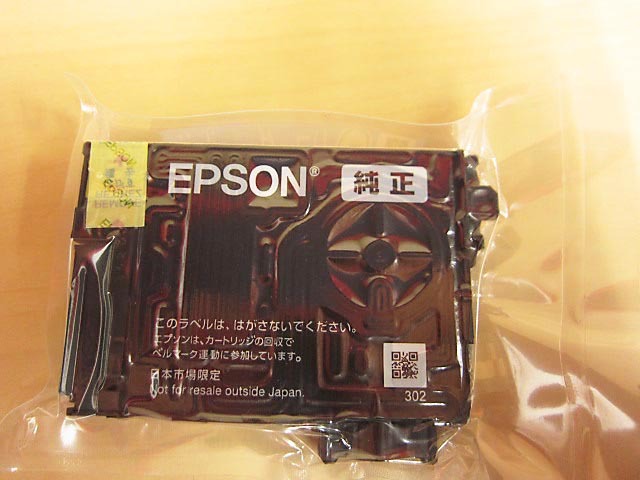 EPSON® 純正
このラベルは、はがさないでください。
エプソンは、カートリッジの回収で
ベルマーク運動に参加しています。
日本市場限定
Not for resale outside Japan.
302